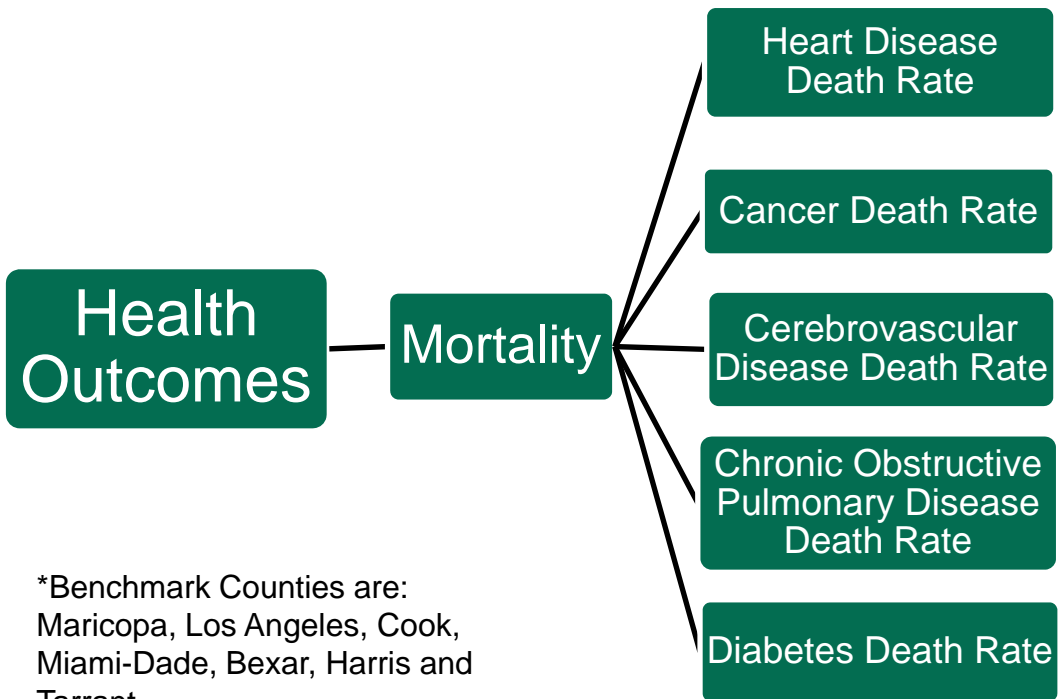 Heart Disease
Death Rate
Cancer Death Rate
Health
Outcomes
Mortality
Cerebrovascular
Disease Death Rate
Chronic Obstructive
Pulmonary Disease
Death Rate
Diabetes Death Rate
*Benchmark Counties are:
Maricopa, Los Angeles, Cook,
Miami-Dade, Bexar, Harris and